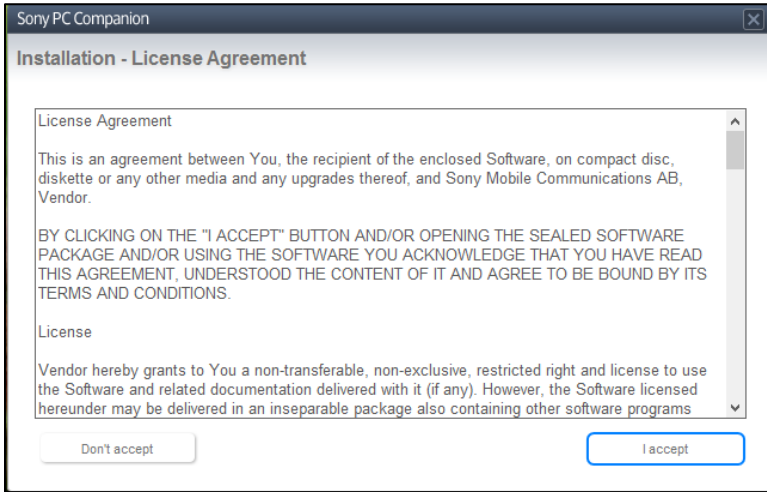 Sony PC Companion
Installation - License Agreement
License Agreement
This is an agreement between You, the recipient of the enclosed Software, on compact disc,
diskette or any other media and any upgrades thereof, and Sony Mobile Communications AB,
Vendor.
BY CLICKING ON THE "I ACCEPT" BUTTON AND/OR OPENING THE SEALED SOFTWARE
PACKAGE AND/OR USING THE SOFTWARE YOU ACKNOWLEDGE THAT YOU HAVE READ
THIS AGREEMENT, UNDERSTOOD THE CONTENT OF IT AND AGREE TO BE BOUND BY ITS
TERMS AND CONDITIONS.
License
Vendor hereby grants to You a non-transferable, non-exclusive, restricted right and license to use
the Software and related documentation delivered with it (if any). However, the Software licensed
hereunder may be delivered in an inseparable package also containing other software programs
Don't accept
I accept